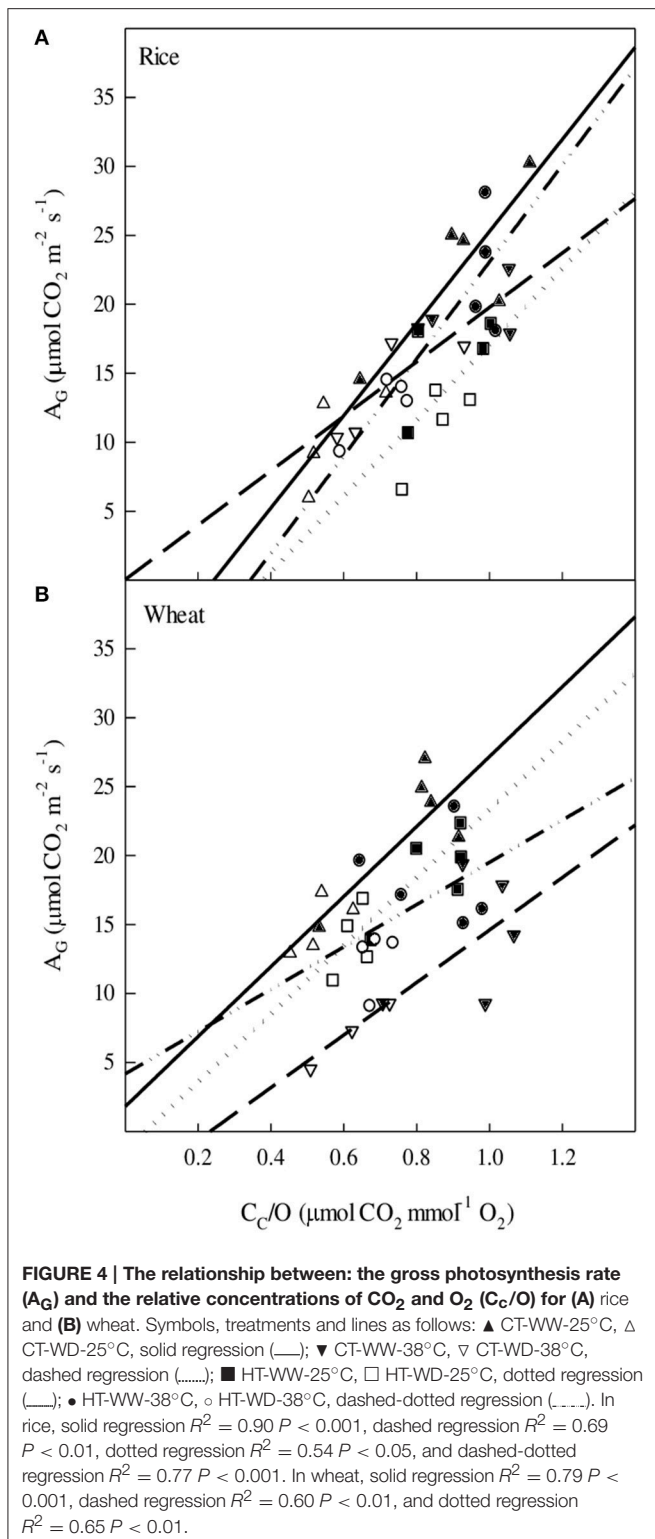 A
Rice
35
30
25
20
15
10
5
A_G (μmol CO₂ m⁻² s⁻¹)
B
Wheat
35
30
25
20
15
10
5
A_G (μmol CO₂ m⁻² s⁻¹)
0.2 0.4 0.6 0.8 1.0 1.2
C_C/O (μmol CO₂ mmol⁻¹ O₂)
FIGURE 4 | The relationship between: the gross photosynthesis rate
(A_G) and the relative concentrations of CO₂ and O₂ (C_c/O) for (A) rice
and (B) wheat. Symbols, treatments and lines as follows: ▲ CT-WW-25°C, △
CT-WD-25°C, solid regression (___); ▼ CT-WW-38°C, ▽ CT-WD-38°C,
dashed regression (........); ■ HT-WW-25°C, □ HT-WD-25°C, dotted regression
(........); • HT-WW-38°C, ◦ HT-WD-38°C, dashed-dotted regression (_.._.._). In
rice, solid regression R² = 0.90 P < 0.001, dashed regression R² = 0.69
P < 0.01, dotted regression R² = 0.54 P < 0.05, and dashed-dotted
regression R² = 0.77 P < 0.001. In wheat, solid regression R² = 0.79 P <
0.001, dashed regression R² = 0.60 P < 0.01, and dotted regression
R² = 0.65 P < 0.01.